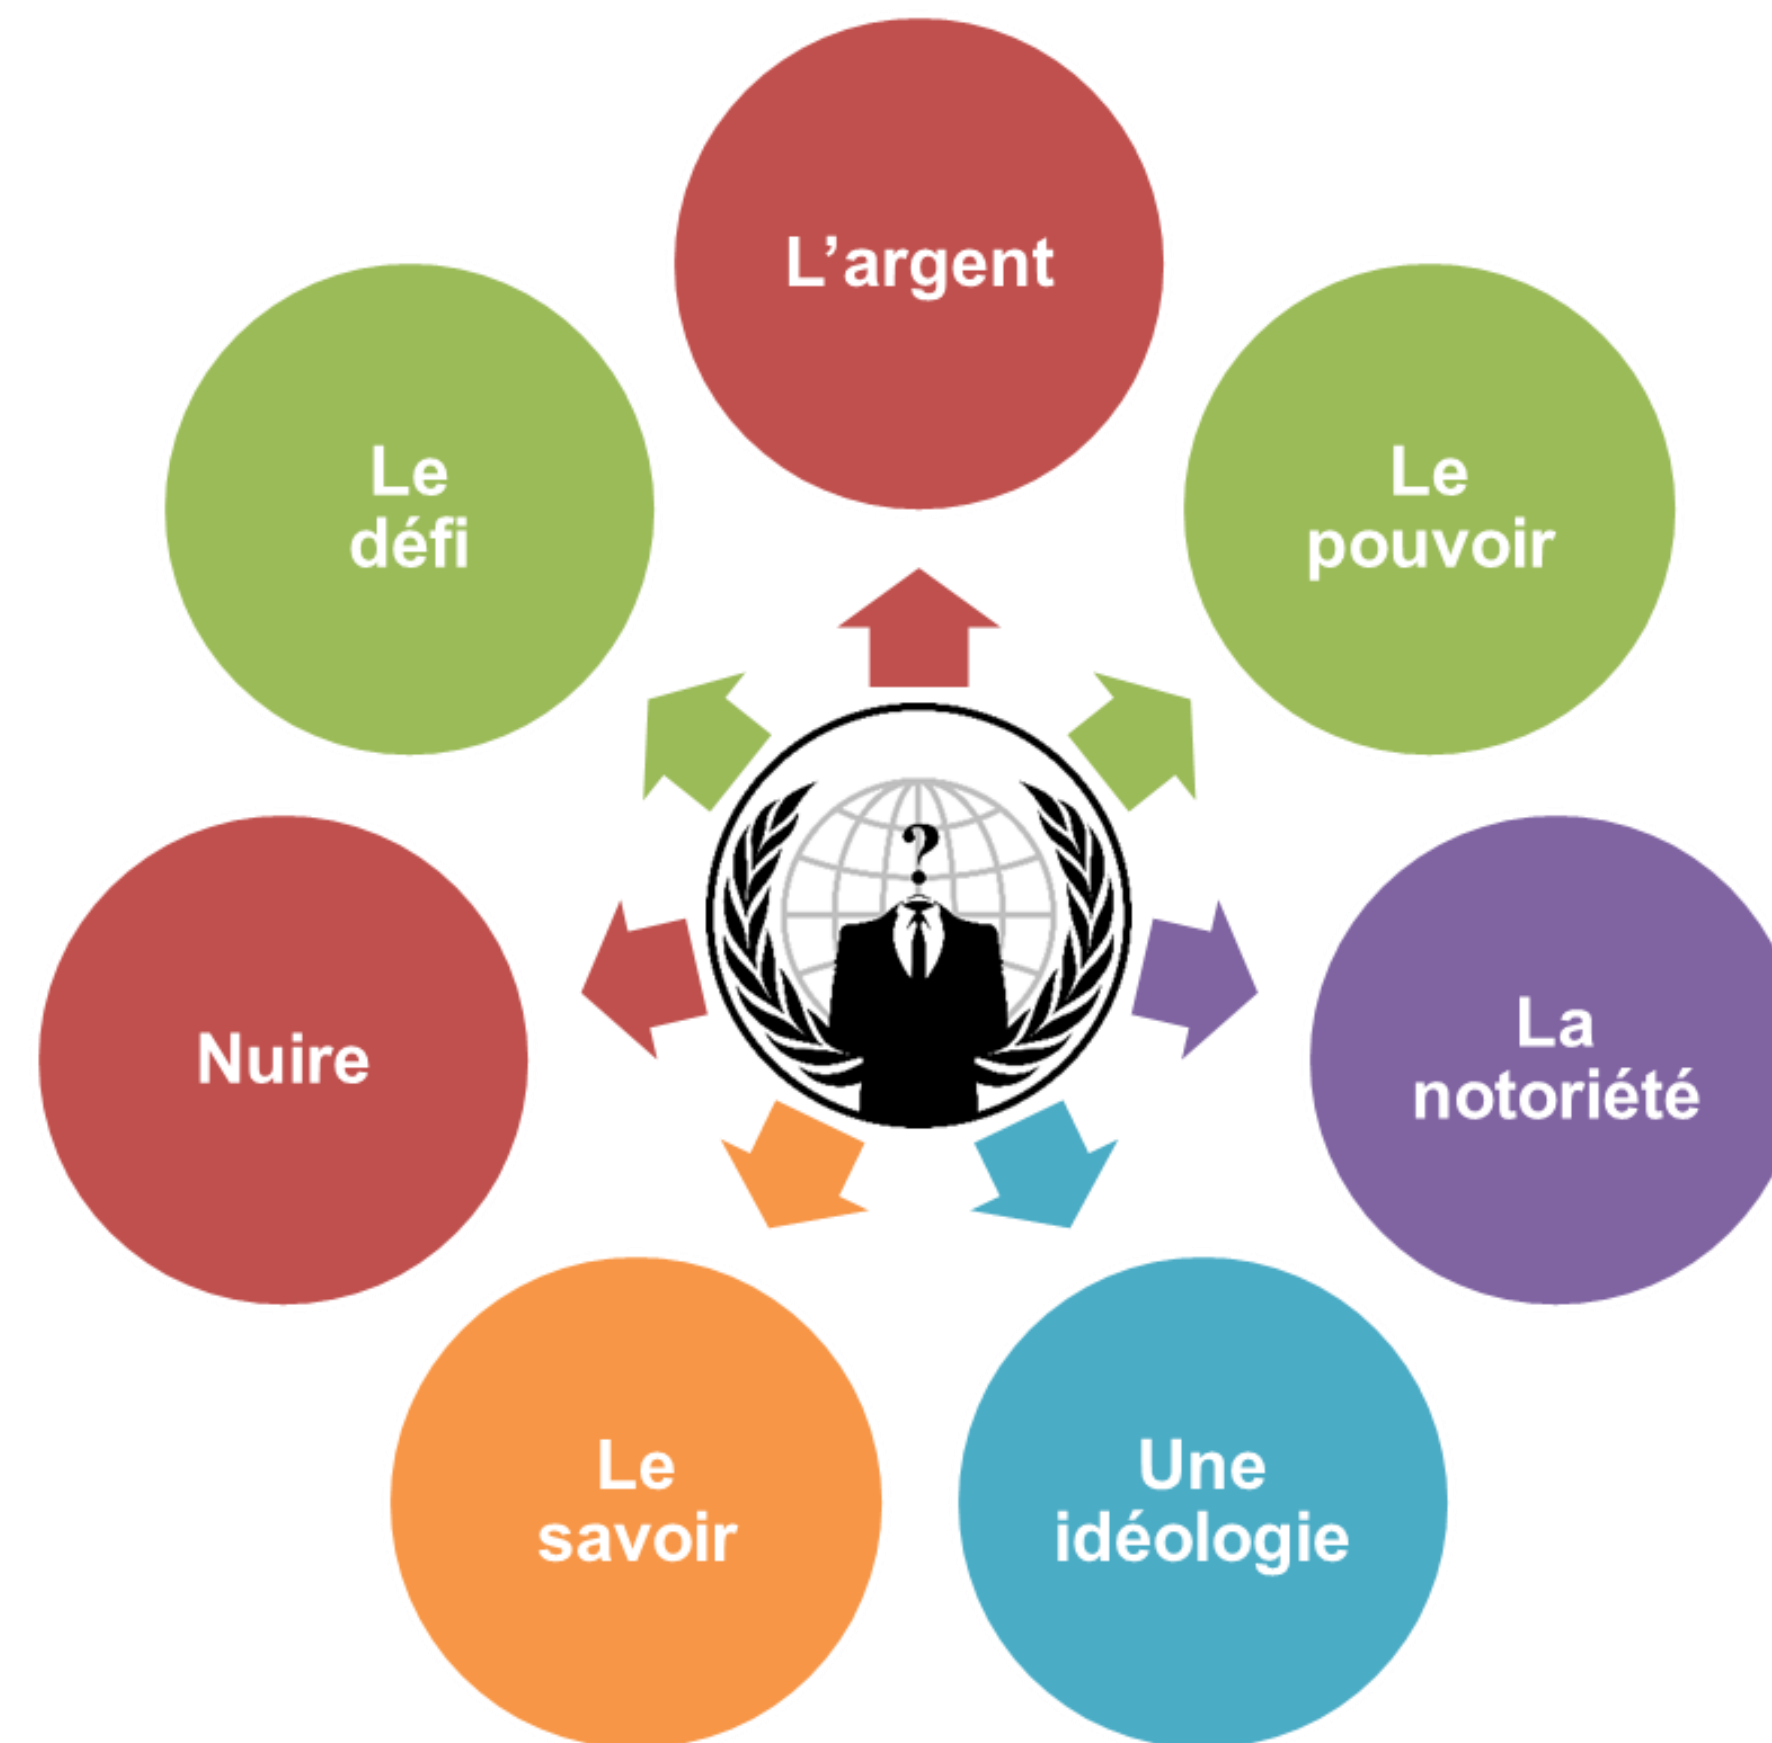 L’argent
Le
pouvoir
La
notoriété
Une
idéologie
Le
savoir
Nuire
Le
défi
?